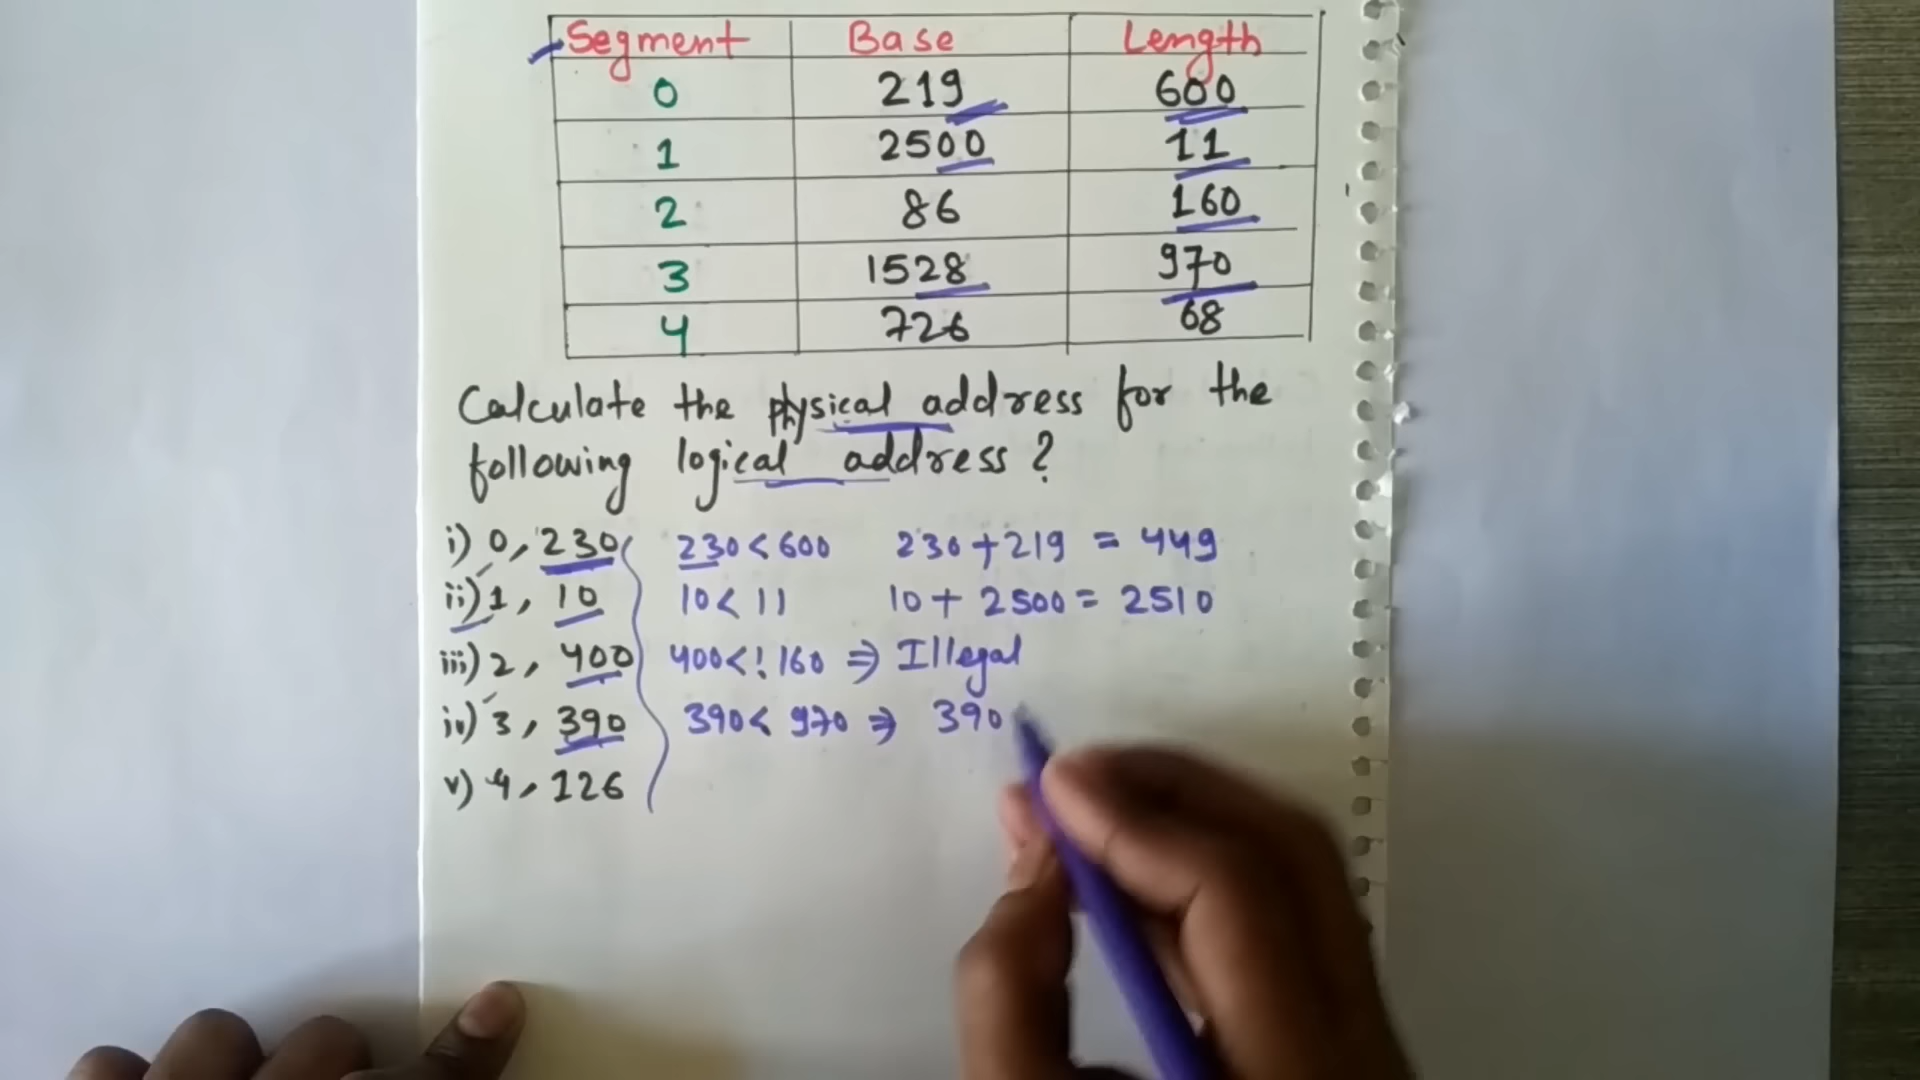 Segment Base Length
0 219 600
1 2500 11
2 86 160
3 1528 970
4 726 68
Calculate the physical address for the
following logical address?
i) 0, 230 230<600 230+219 = 449
ii) 1, 10 10<11 10+2500=2510
iii) 2, 400 400<!160 ⇒ Illegal
iv) 3, 390 390<970 ⇒ 390
v) 4, 126